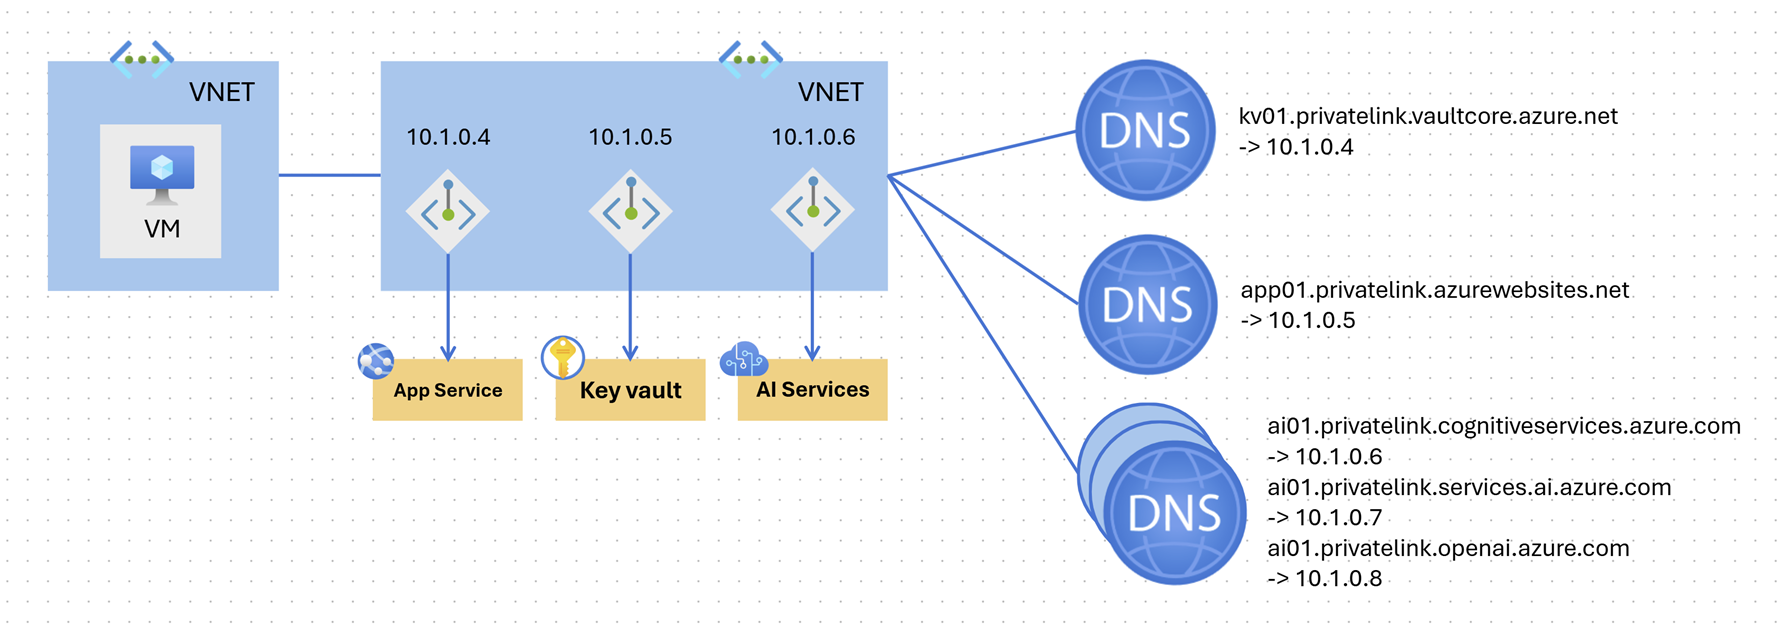 VNET
VM
VNET
10.1.0.4
10.1.0.5
10.1.0.6
App Service
Key vault
AI Services
DNS
kv01.privatelink.vaultcore.azure.net
-> 10.1.0.4
DNS
app01.privatelink.azurewebsites.net
-> 10.1.0.5
DNS
ai01.privatelink.cognitiveservices.azure.com
-> 10.1.0.6
ai01.privatelink.services.ai.azure.com
-> 10.1.0.7
ai01.privatelink.openai.azure.com
-> 10.1.0.8